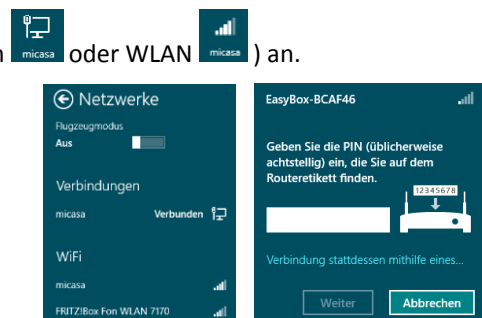 n micasa oder WLAN micasa ) an.
Netzwerke
Flugzeugmodus
Aus
Verbindungen
micasa Verbunden
WiFi
micasa
FRITZ!Box Fon WLAN 7170
EasyBox-BCAF46
Geben Sie die PIN (üblicherweise
achtstellig) ein, die Sie auf dem
Routeretikett finden.
12345678
Verbindung stattdessen mithilfe eines...
Weiter Abbrechen